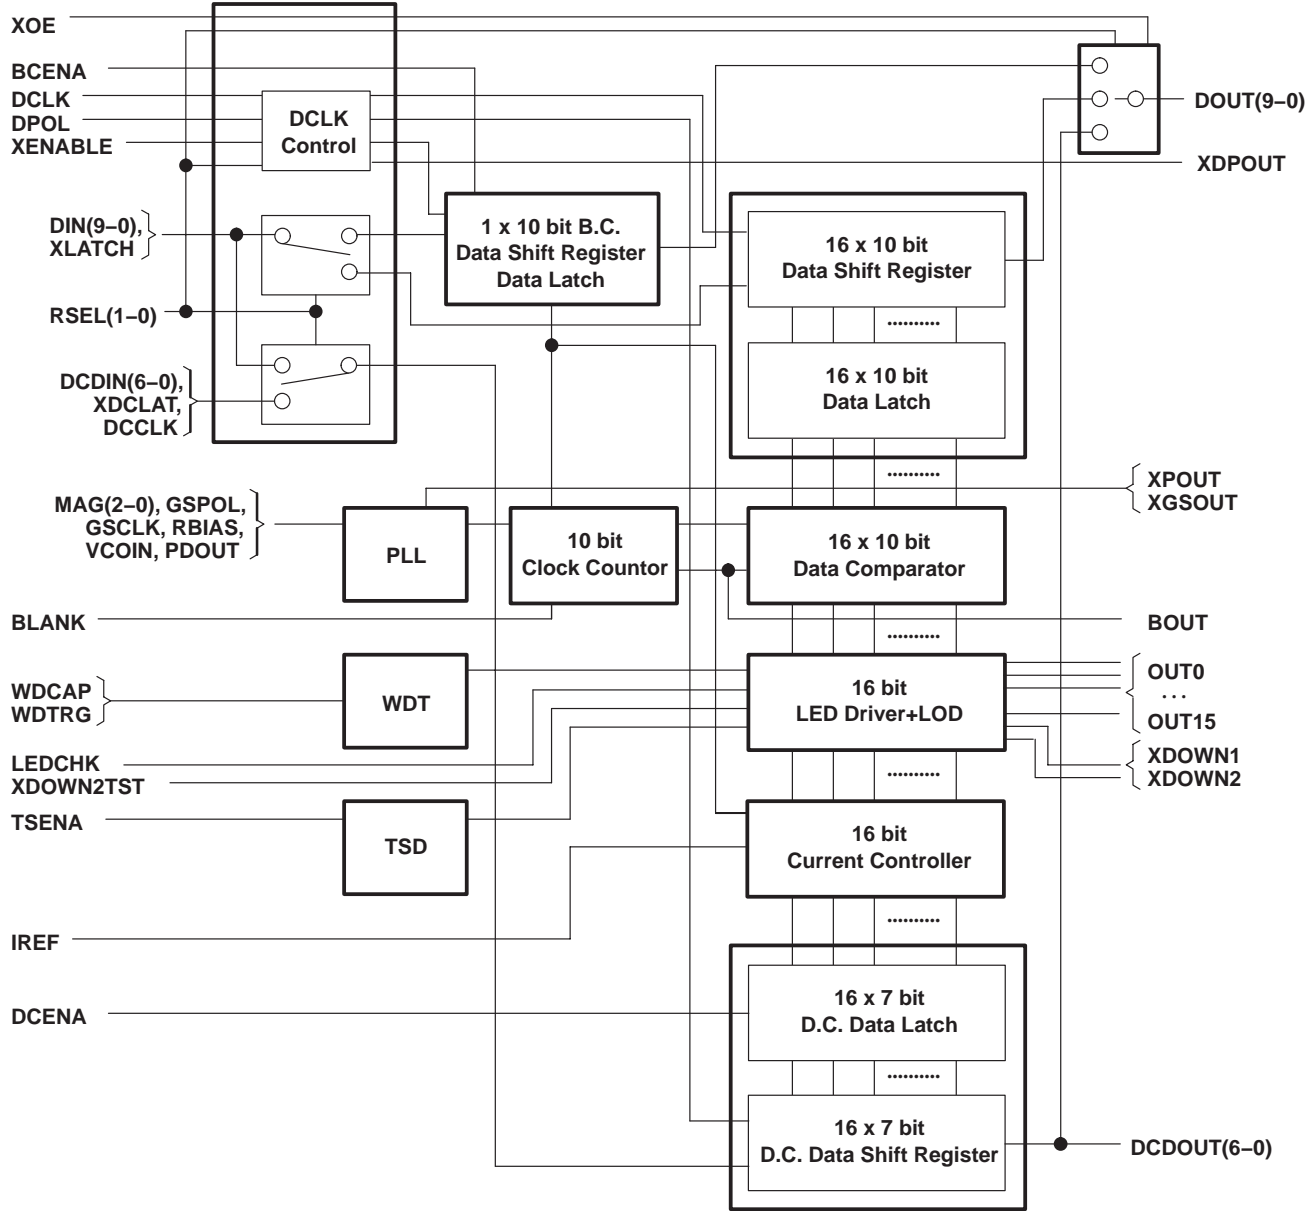 XOE
BCENA
DCLK
DPOL
XENABLE
DCLK
Control
DOUT(9–0)
XDPOUT
DIN(9–0),
XLATCH
1 x 10 bit B.C.
Data Shift Register
Data Latch
16 x 10 bit
Data Shift Register
..........
RSEL(1–0)
DCDIN(6–0),
XDCLAT,
DCCLK
16 x 10 bit
Data Latch
..........
XPOUT
XGSOUT
MAG(2–0), GSPOL,
GSCLK, RBIAS,
VCOIN, PDOUT
PLL
10 bit
Clock Countor
16 x 10 bit
Data Comparator
BLANK
..........
BOUT
WDCAP
WDTRG
WDT
16 bit
LED Driver+LOD
OUT0
...
OUT15
LEDCHK
XDOWN2TST
..........
XDOWN1
XDOWN2
TSENA
TSD
16 bit
Current Controller
..........
IREF
DCENA
16 x 7 bit
D.C. Data Latch
..........
16 x 7 bit
D.C. Data Shift Register
DCDOUT(6–0)